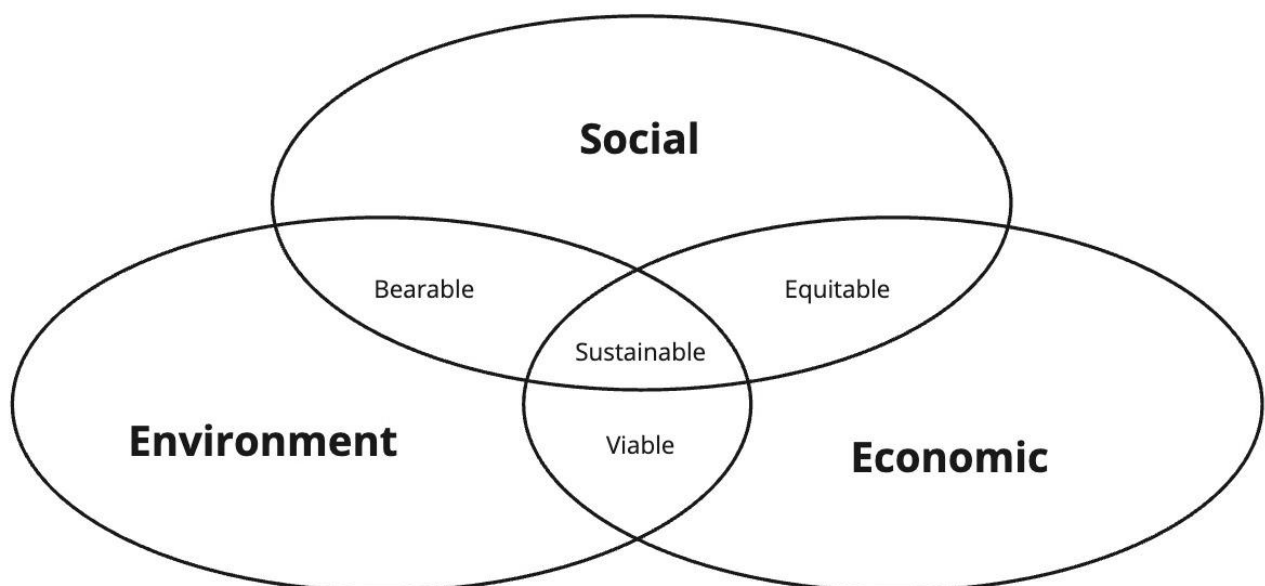 Social
Bearable
Equitable
Sustainable
Environment
Viable
Economic